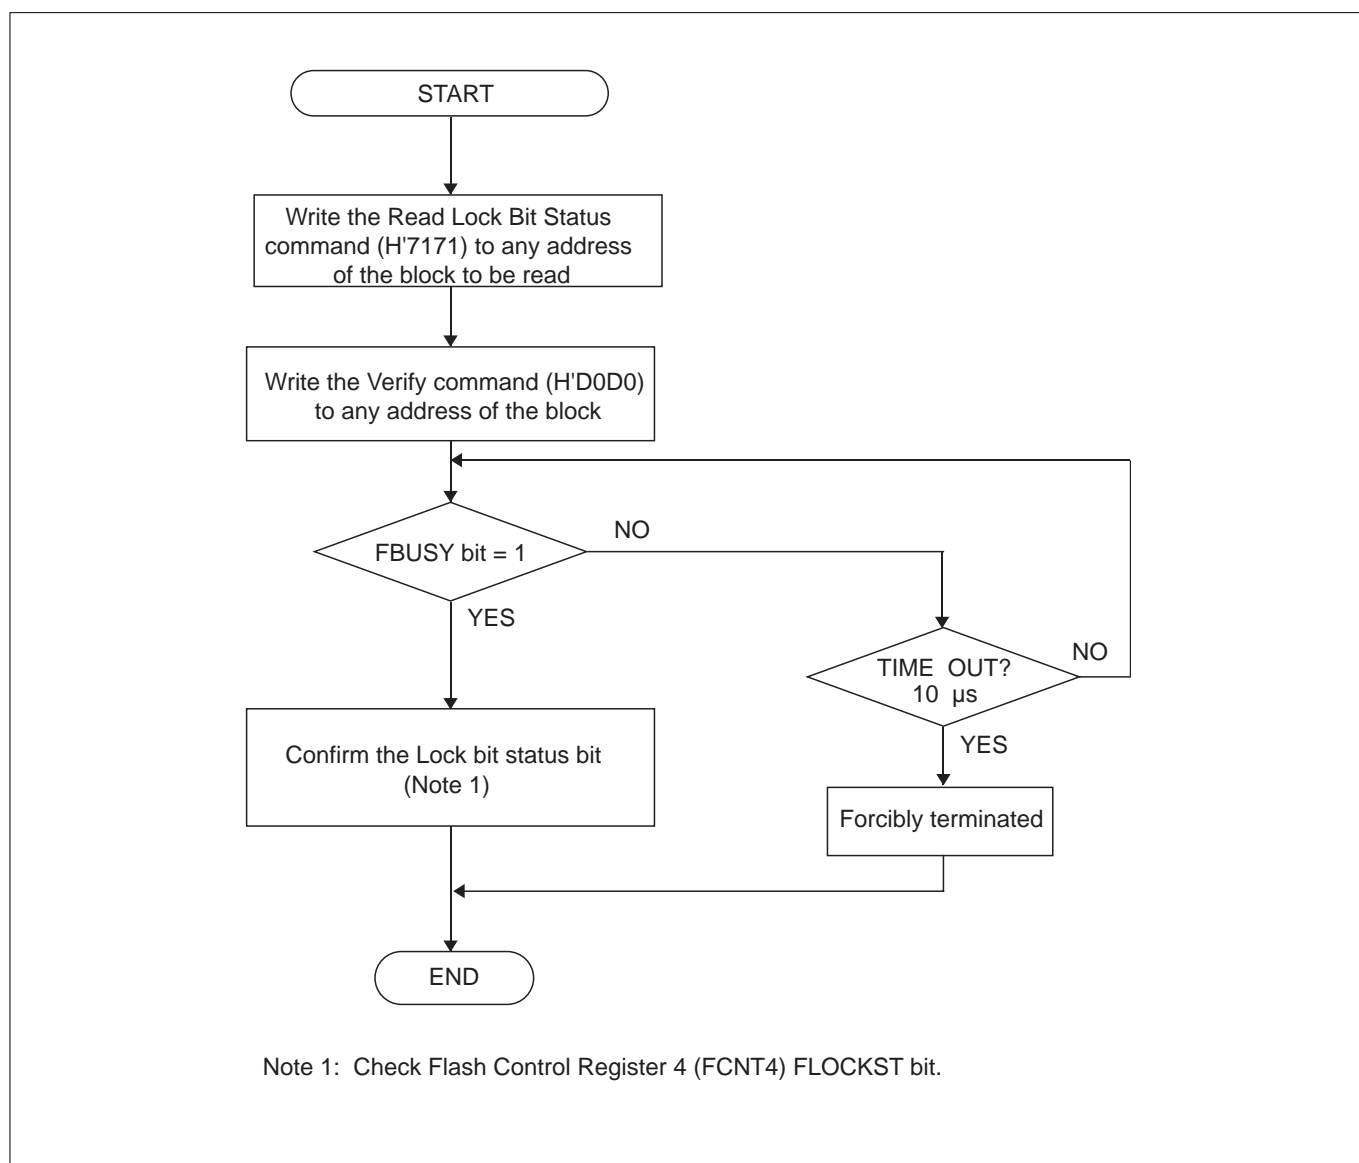 START
Write the Read Lock Bit Status
command (H'7171) to any address
of the block to be read
Write the Verify command (H'D0D0)
to any address of the block
FBUSY bit = 1
NO
YES
TIME OUT?
10 µs
NO
YES
Confirm the Lock bit status bit
(Note 1)
Forcibly terminated
END
Note 1: Check Flash Control Register 4 (FCNT4) FLOCKST bit.